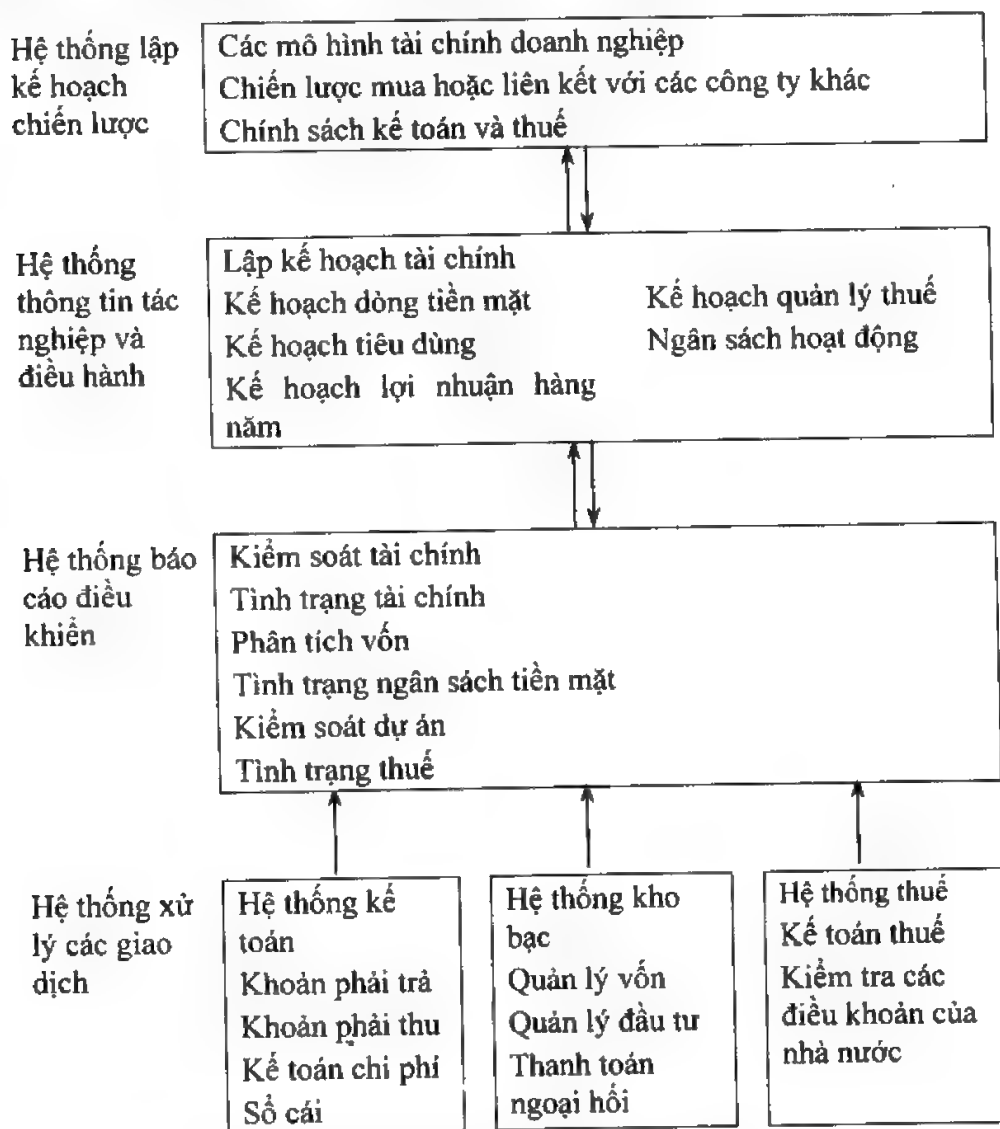 Hệ thống lập
kế hoạch
chiến lược
Các mô hình tài chính doanh nghiệp
Chiến lược mua hoặc liên kết với các công ty khác
Chính sách kế toán và thuế
Hệ thống
thông tin tác
nghiệp và
điều hành
Lập kế hoạch tài chính
Kế hoạch dòng tiền mặt
Kế hoạch tiêu dùng
Kế hoạch lợi nhuận hàng
năm
Kế hoạch quản lý thuế
Ngân sách hoạt động
Hệ thống báo
cáo điều
khiển
Kiểm soát tài chính
Tình trạng tài chính
Phân tích vốn
Tình trạng ngân sách tiền mặt
Kiểm soát dự án
Tình trạng thuế
Hệ thống xử
lý các giao
dịch
Hệ thống kế
toán
Khoản phải trả
Khoản phải thu
Kế toán chi phí
Sổ cái
Hệ thống kho
bạc
Quản lý vốn
Quản lý đầu tư
Thanh toán
ngoại hối
Hệ thống thuế
Kế toán thuế
Kiểm tra các
điều khoản của
nhà nước